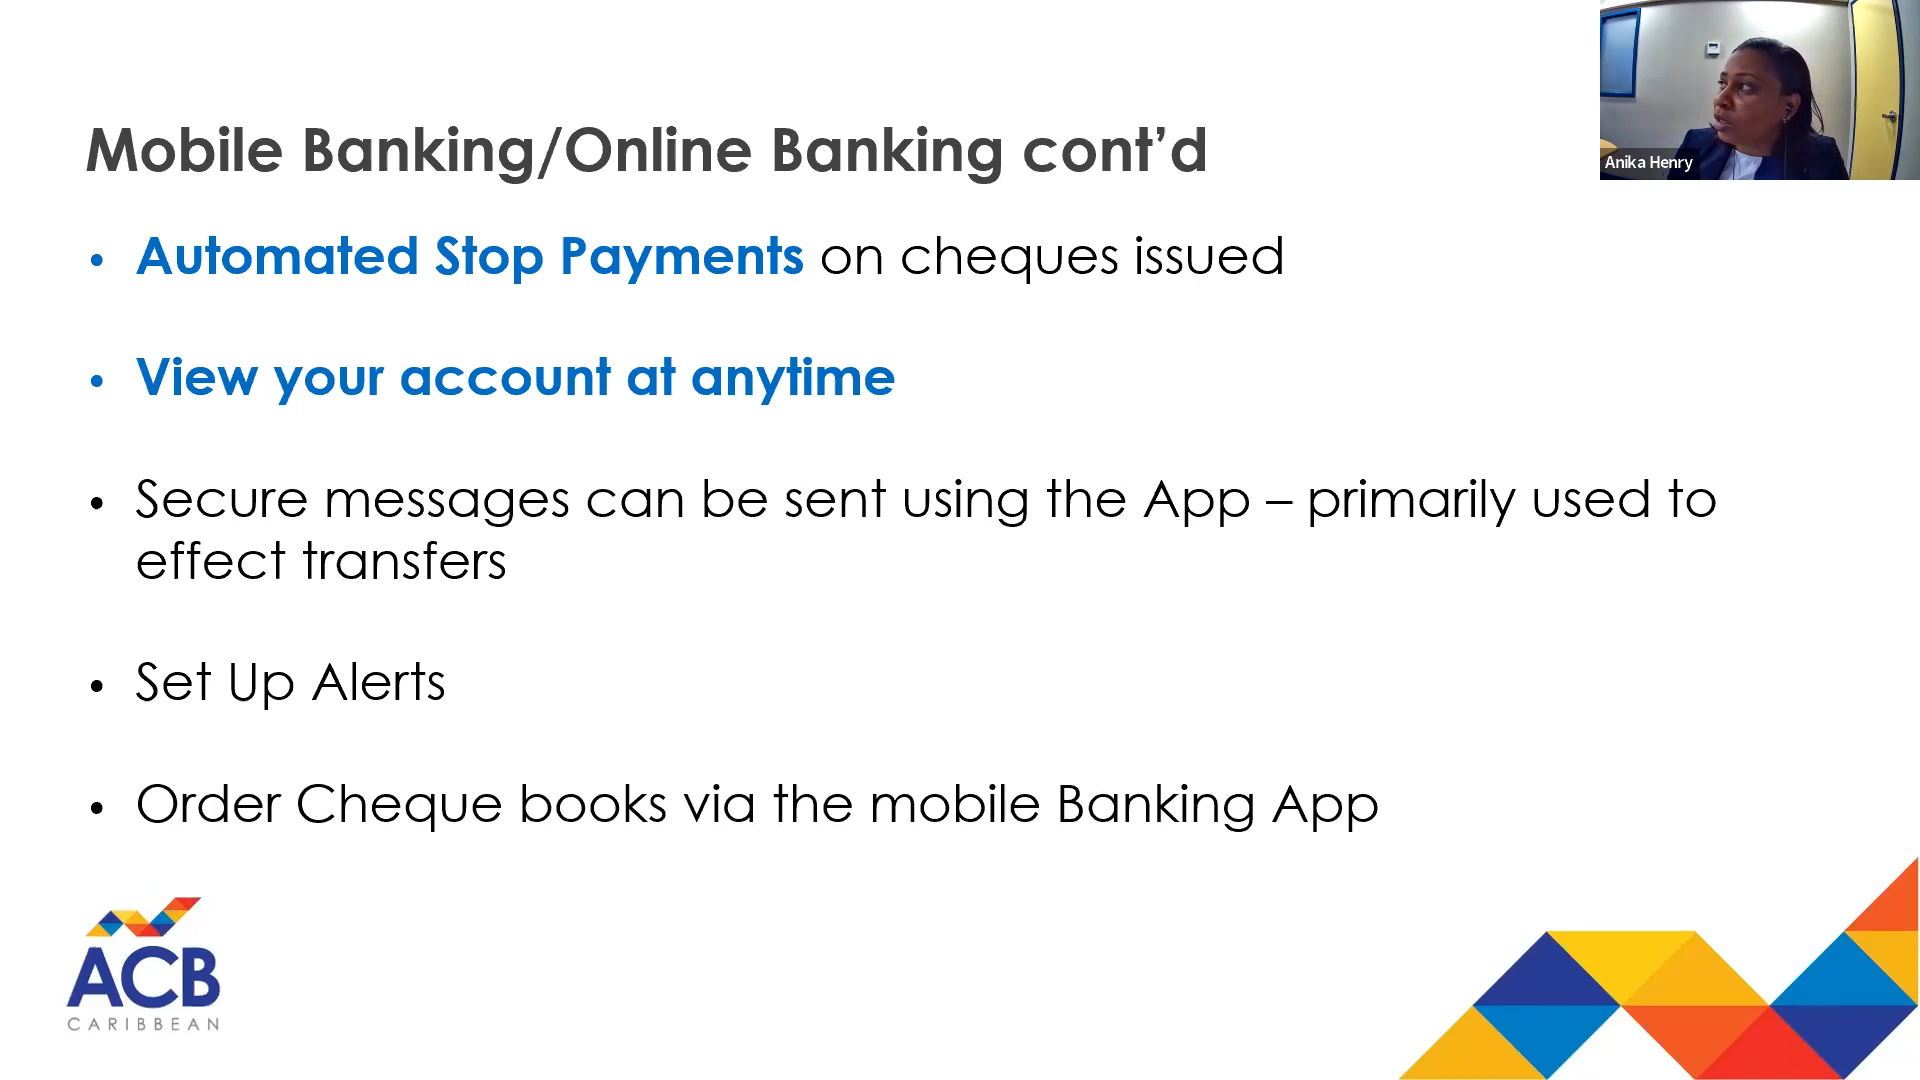 Mobile Banking/Online Banking cont’d
Anika Henry
• Automated Stop Payments on cheques issued
• View your account at anytime
• Secure messages can be sent using the App – primarily used to
effect transfers
• Set Up Alerts
• Order Cheque books via the mobile Banking App
ACB
CARIBBEAN